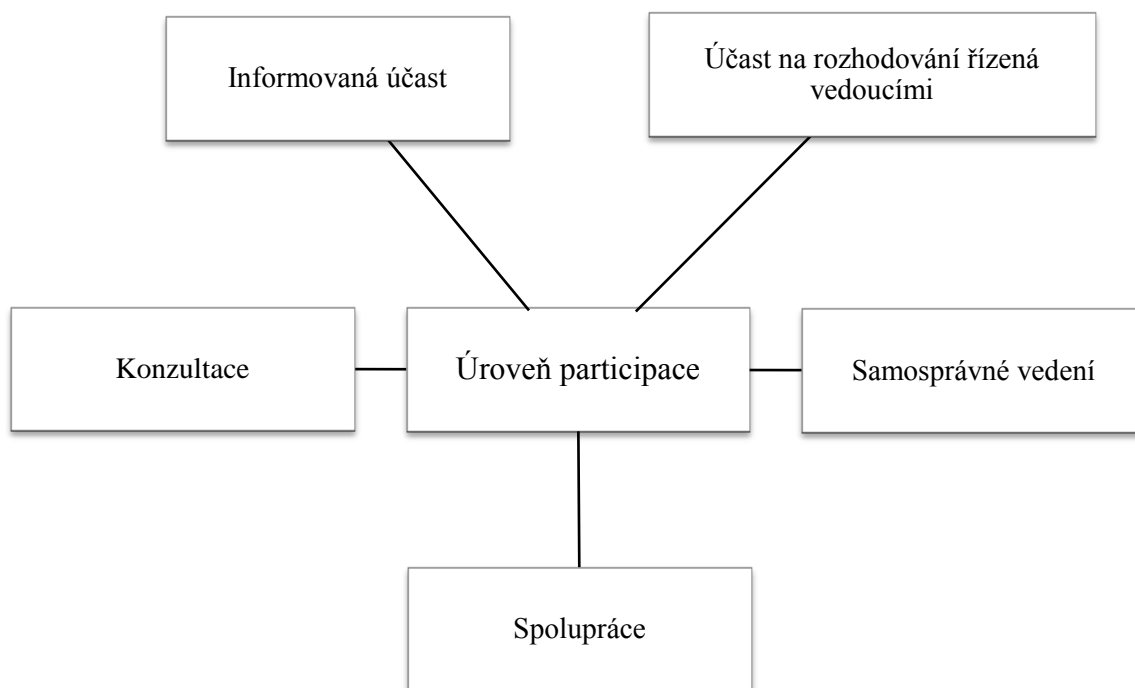 Informovaná účast
Účast na rozhodování řízená
vedoucími
Konzultace
Úroveň participace
Samosprávné vedení
Spolupráce